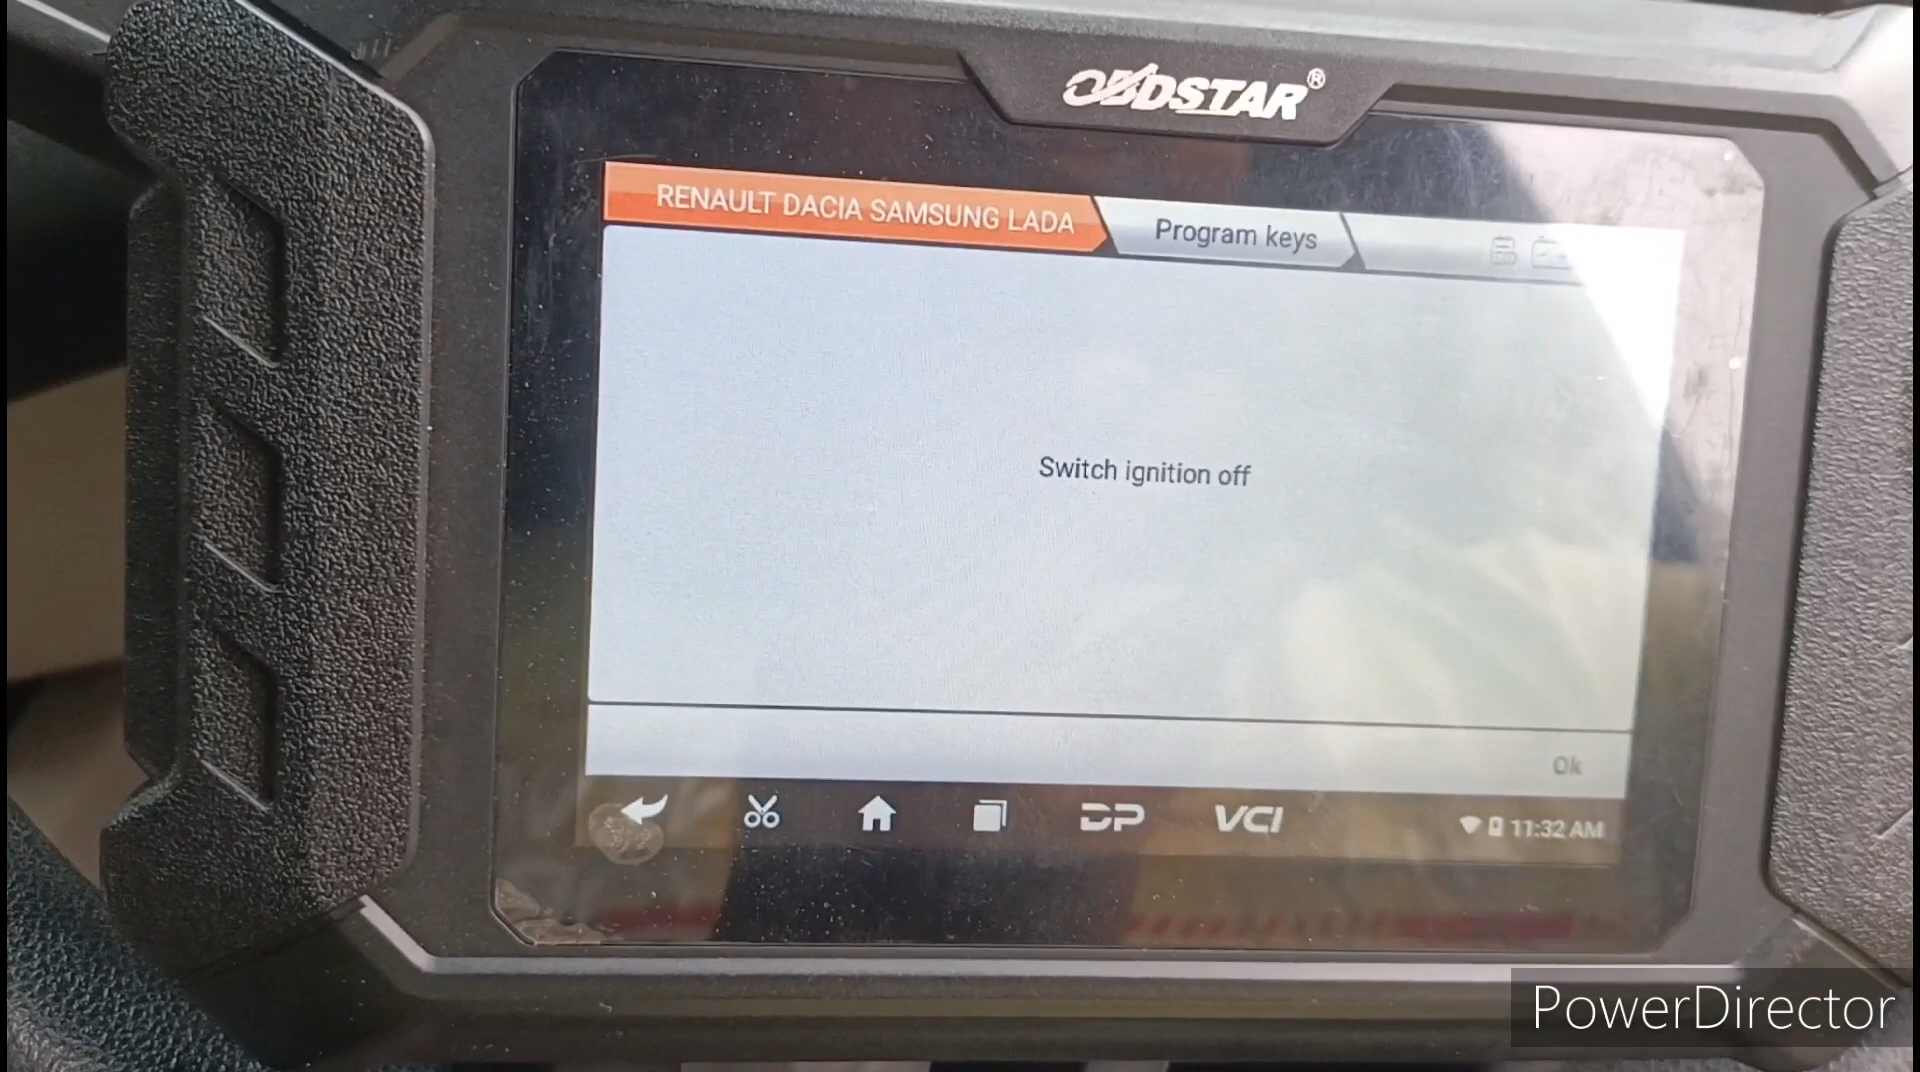 OBDSTAR®
RENAULT DACIA SAMSUNG LADA
Program keys
Switch ignition off
Ok
DP
VCI
11:32 AM
PowerDirector